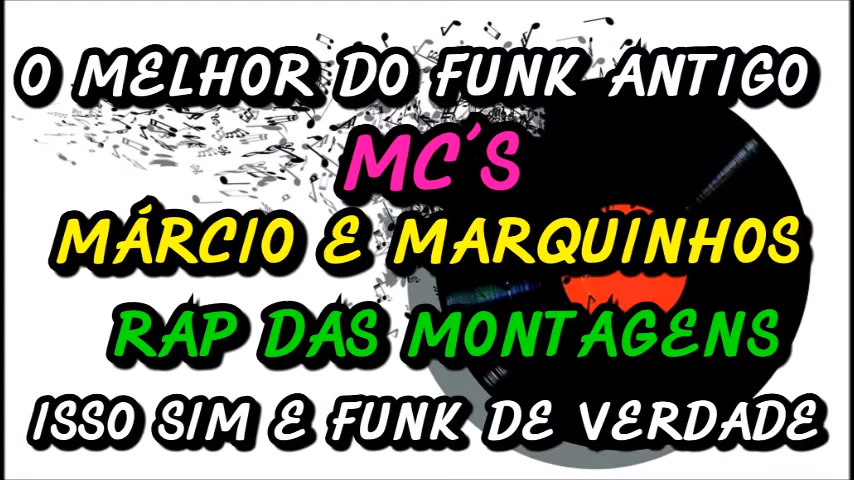 O MELHOR DO FUNK ANTIGO
MC'S
MÁRCIO E MARQUINHOS
RAP DAS MONTAGENS
ISSO SIM E FUNK DE VERDADE